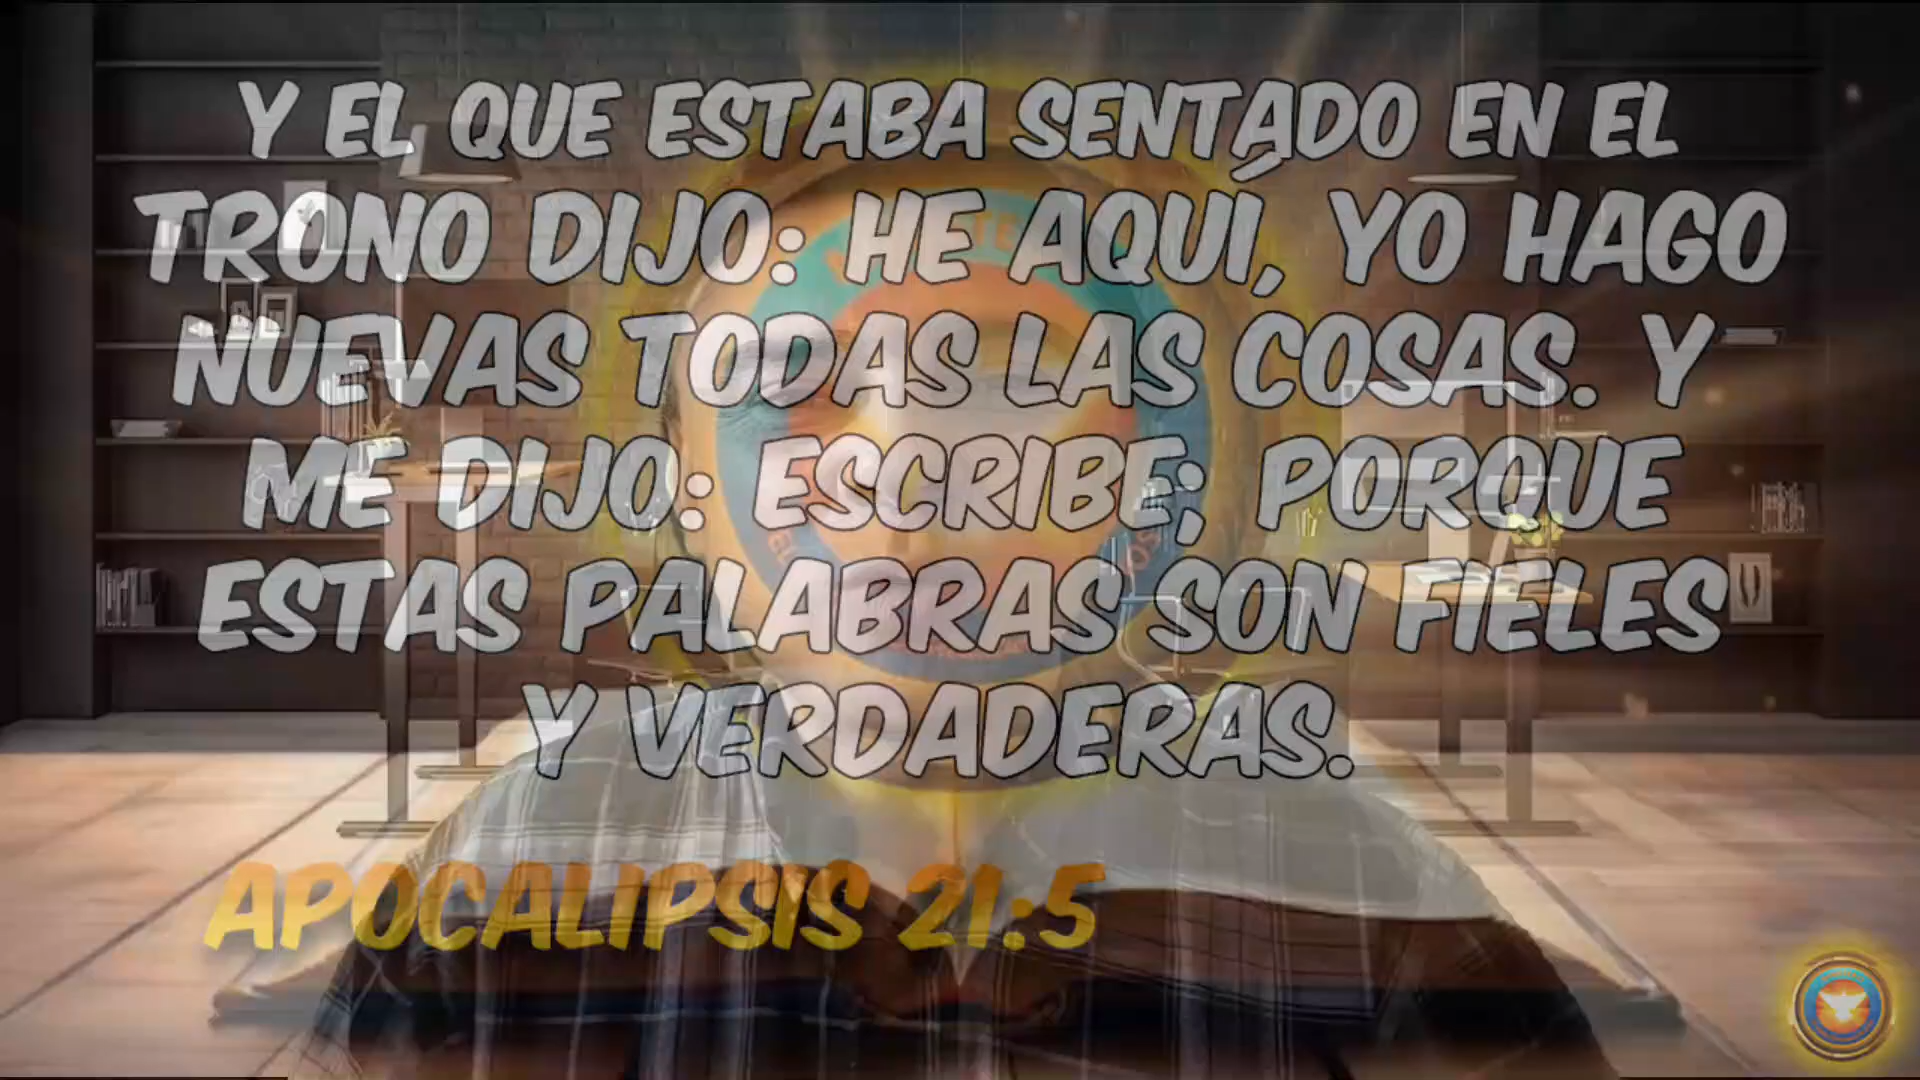 Y EL QUE ESTABA SENTADO EN EL
TRONO DIJO: HE AQUÍ, YO HAGO
NUEVAS TODAS LAS COSAS. Y
ME DIJO: ESCRIBE; PORQUE
ESTAS PALABRAS SON FIELES
Y VERDADERAS.
APOCALIPSIS 21:5